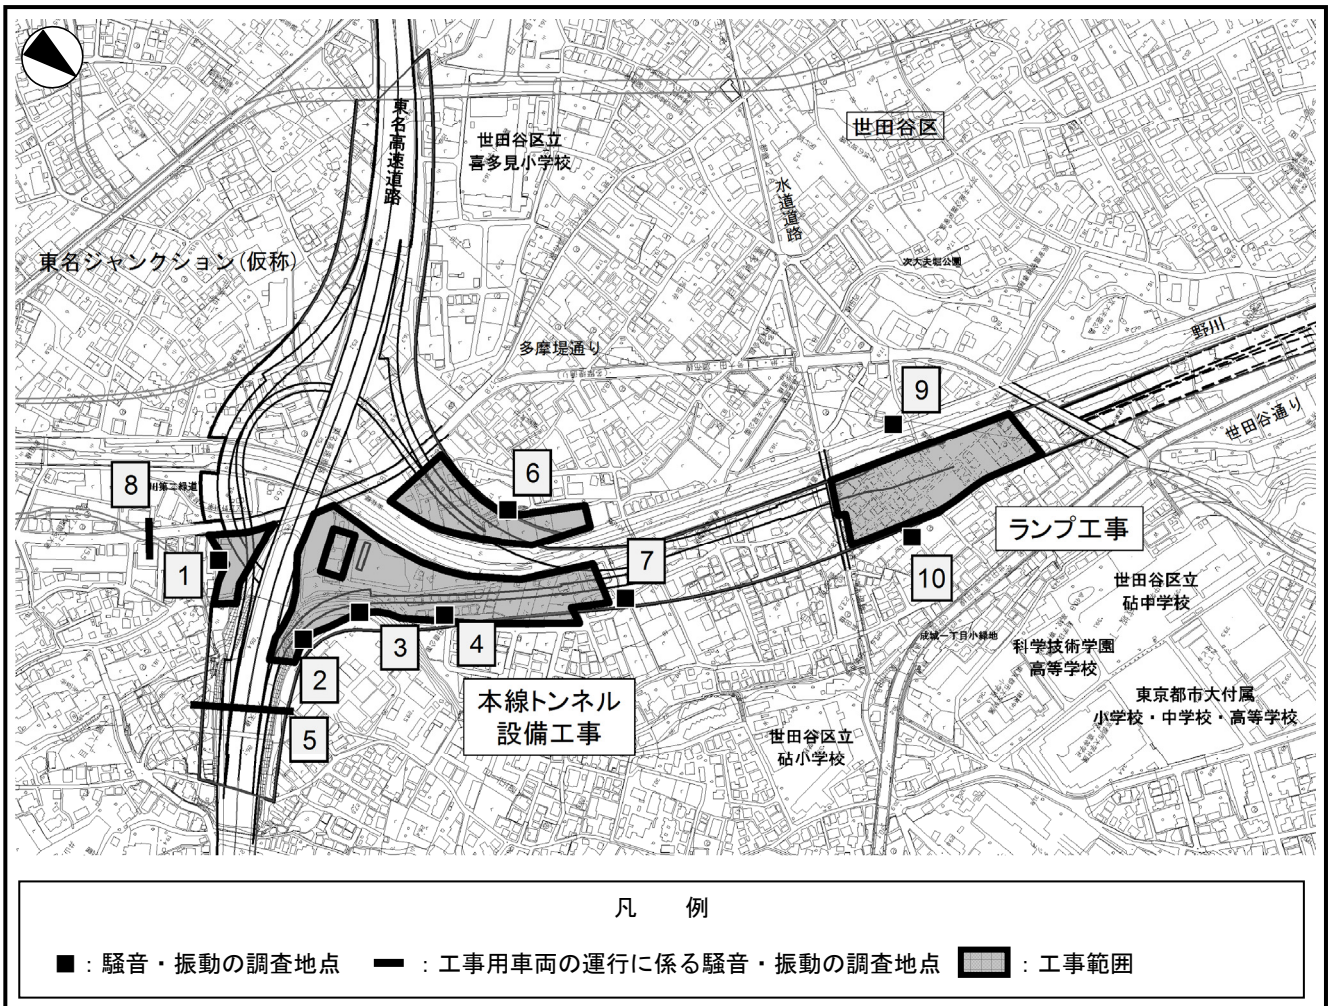 東名高速道路
世田谷区立
喜多見小学校
世田谷区
水道道路
東名ジャンクション(仮称)
次大夫堀公園
野川
多摩堤通り
世田谷通り
9
8
6
1
7
ランプ工事
10
世田谷区立
砧中学校
3
4
成城一丁目小緑地
科学技術学園
高等学校
2
本線トンネル
設備工事
東京都市大付属
小学校・中学校・高等学校
5
世田谷区立
砧小学校
凡　例
■：騒音・振動の調査地点
━：工事用車両の運行に係る騒音・振動の調査地点
：工事範囲